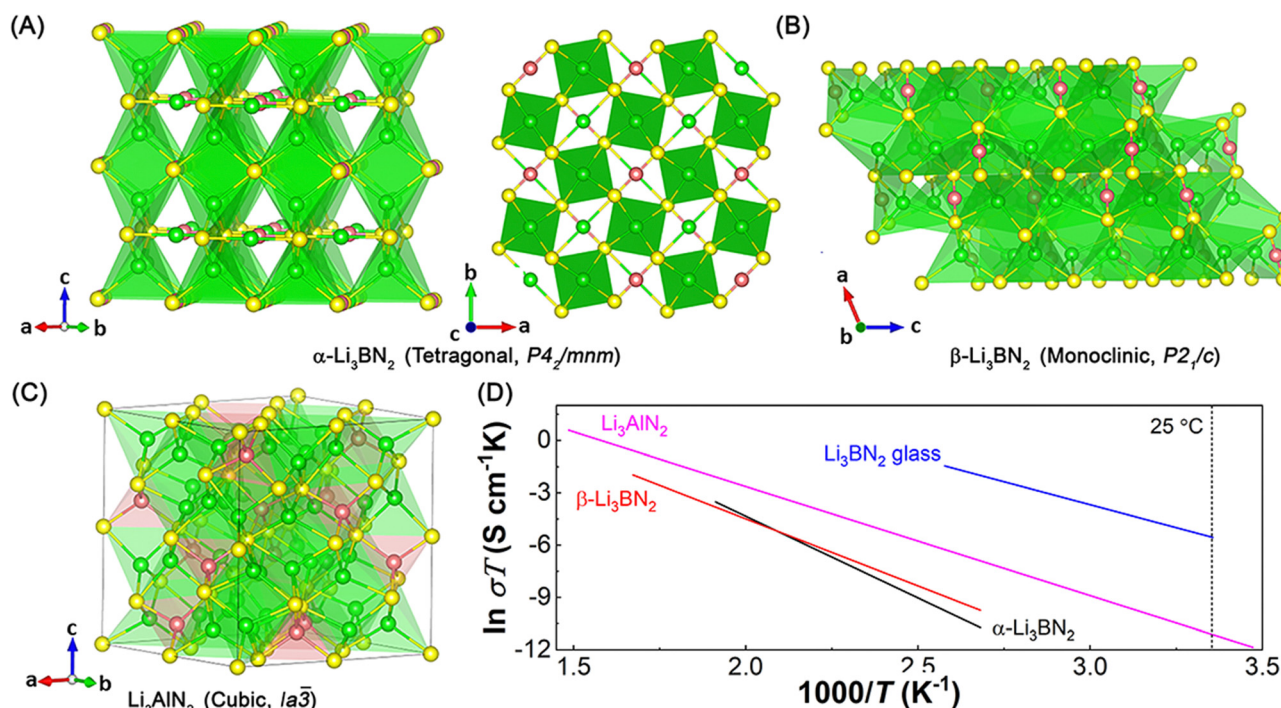 (A)
(B)
c
a
b
b
c
a
a
b
c
α-Li₃BN₂ (Tetragonal, P4₂/mnm)
β-Li₃BN₂ (Monoclinic, P2₁/c)
(C)
c
a
b
Li₃AlN₂ (Cubic, Ia3̅)
(D)
Li₃AlN₂
25 °C
Li₃BN₂ glass
β-Li₃BN₂
α-Li₃BN₂
ln σT (S cm⁻¹K)
0
-3
-6
-9
-12
1.5 2.0 2.5 3.0 3.5
1000/T (K⁻¹)